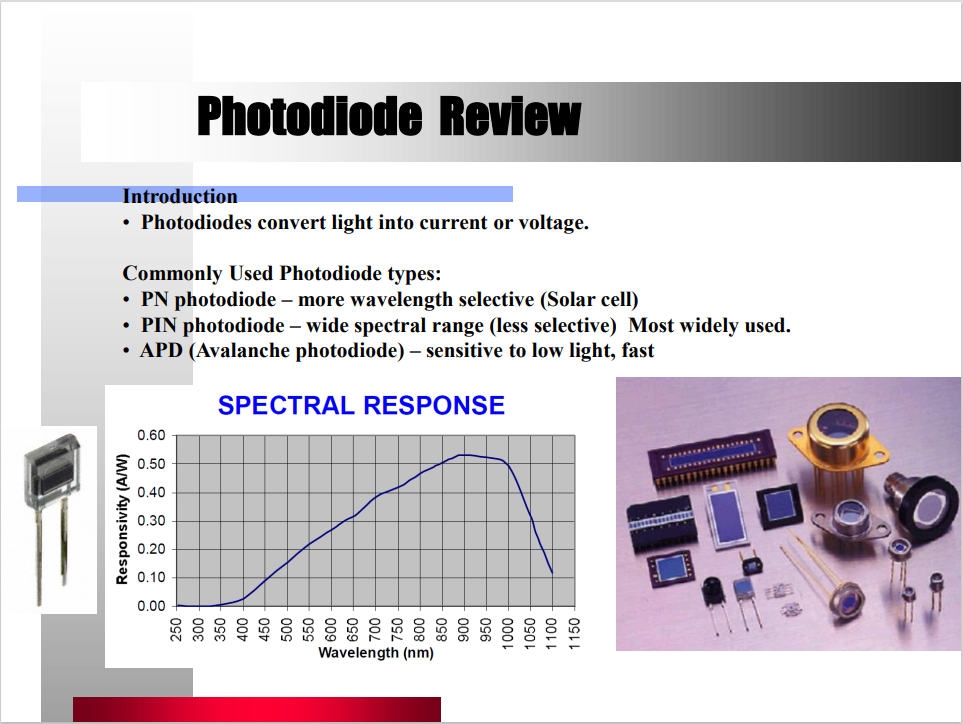 Photodiode Review
Introduction
• Photodiodes convert light into current or voltage.
Commonly Used Photodiode types:
• PN photodiode – more wavelength selective (Solar cell)
• PIN photodiode – wide spectral range (less selective)  Most widely used.
• APD (Avalanche photodiode) – sensitive to low light, fast
SPECTRAL RESPONSE
Responsivity (A/W)
0.60
0.50
0.40
0.30
0.20
0.10
0.00
250 300 350 400 450 500 550 600 650 700 750 800 850 900 950 1000 1050 1100 1150
Wavelength (nm)